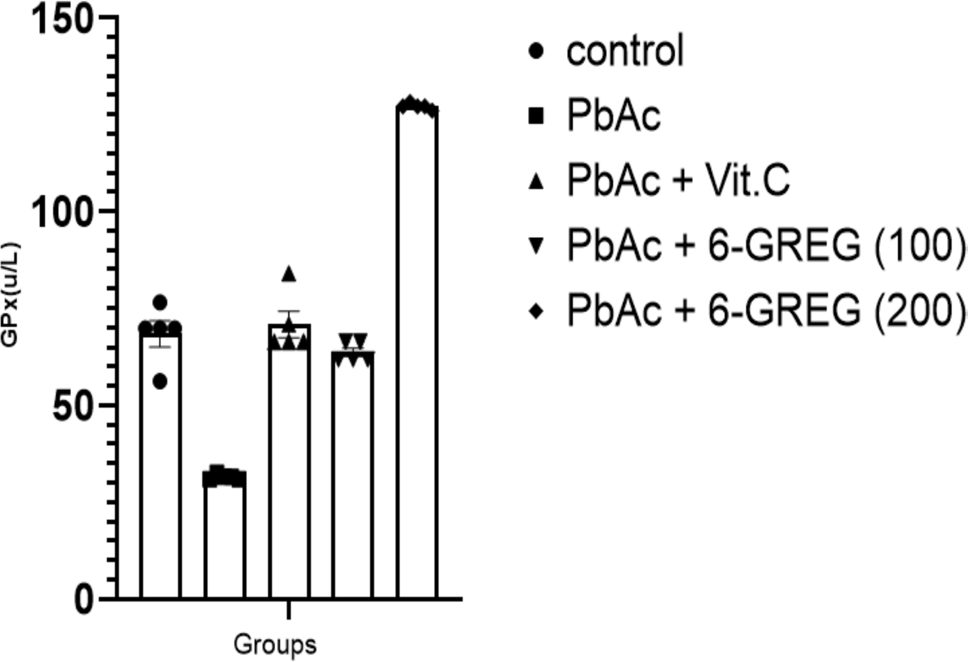 150
100
50
0
GPx(u/L)
Groups
control
PbAc
PbAc + Vit.C
PbAc + 6-GREG (100)
PbAc + 6-GREG (200)